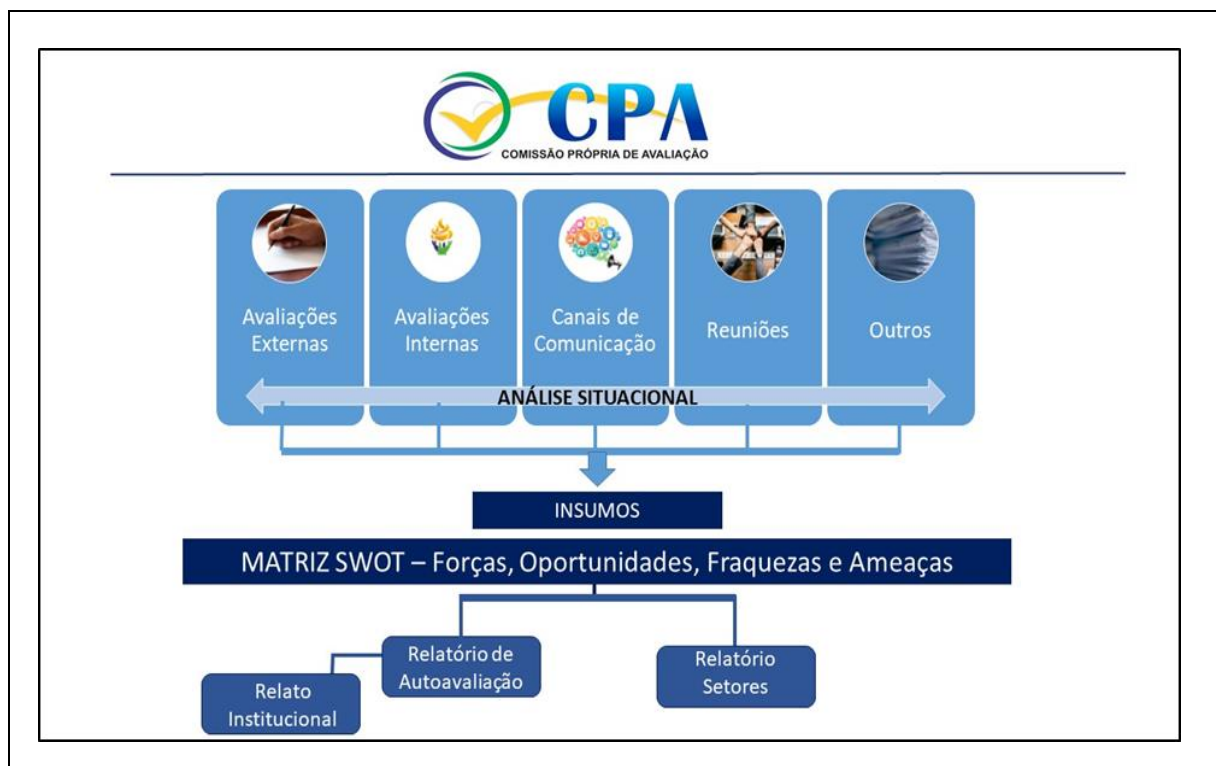 CPA
COMISSÃO PRÓPRIA DE AVALIAÇÃO
Avaliações
Externas
Avaliações
Internas
Canais de
Comunicação
Reuniões
Outros
ANÁLISE SITUACIONAL
INSUMOS
MATRIZ SWOT – Forças, Oportunidades, Fraquezas e Ameaças
Relatório de
Autoavaliação
Relatório
Setores
Relato
Institucional